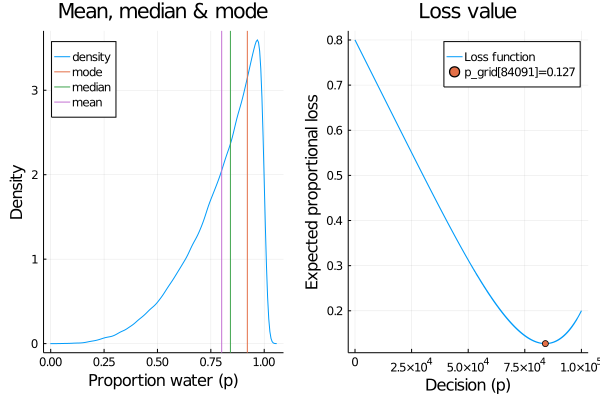 Mean, median & mode
Density
3
2
1
0
density
mode
median
mean
0.00
0.25
0.50
0.75
1.00
Proportion water (p)
Loss value
Expected proportional loss
0.8
0.7
0.6
0.5
0.4
0.3
0.2
Loss function
p_grid[84091]=0.127
0
2.5×10⁴
5.0×10⁴
7.5×10⁴
1.0×10⁵
Decision (p)